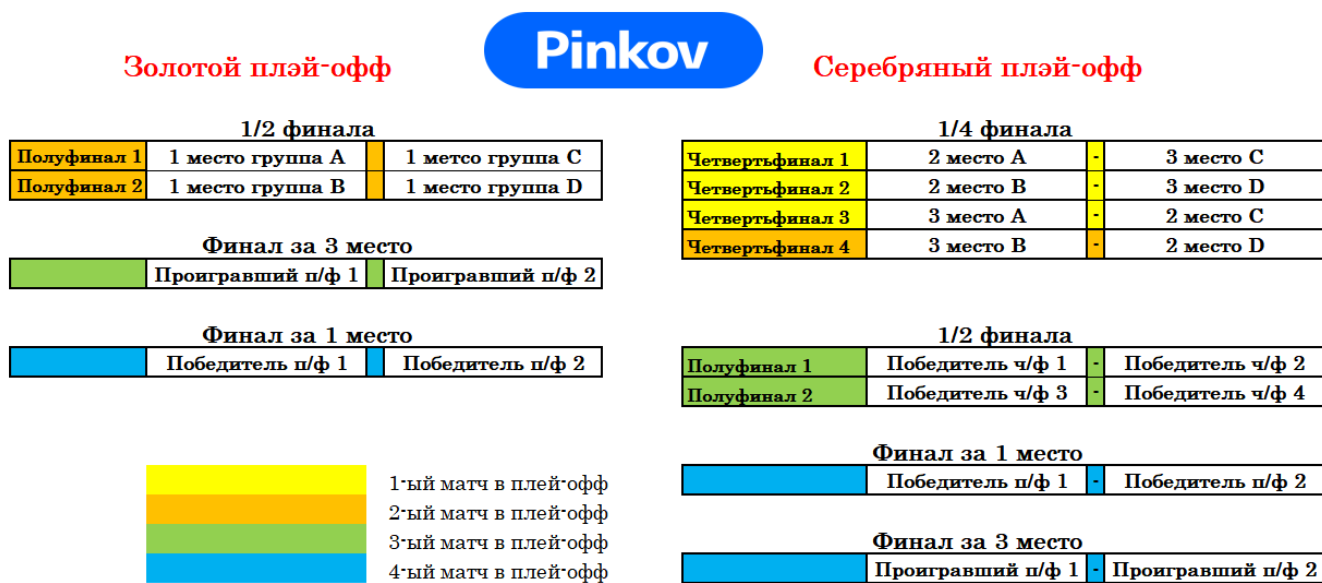 Pinkov
Золотой плэй-офф
1/2 финала
Полуфинал 1 1 место группа A 1 метсо группа C
Полуфинал 2 1 место группа B 1 место группа D
Финал за 3 место
Проигравший п/ф 1 Проигравший п/ф 2
Финал за 1 место
Победитель п/ф 1 Победитель п/ф 2
1-ый матч в плей-офф
2-ый матч в плей-офф
3-ый матч в плей-офф
4-ый матч в плей-офф
Серебряный плэй-офф
1/4 финала
Четвертьфинал 1 2 место A - 3 место C
Четвертьфинал 2 2 место B - 3 место D
Четвертьфинал 3 3 место A - 2 место C
Четвертьфинал 4 3 место B - 2 место D
1/2 финала
Полуфинал 1 Победитель ч/ф 1 - Победитель ч/ф 2
Полуфинал 2 Победитель ч/ф 3 - Победитель ч/ф 4
Финал за 1 место
Победитель п/ф 1 - Победитель п/ф 2
Финал за 3 место
Проигравший п/ф 1 - Проигравший п/ф 2